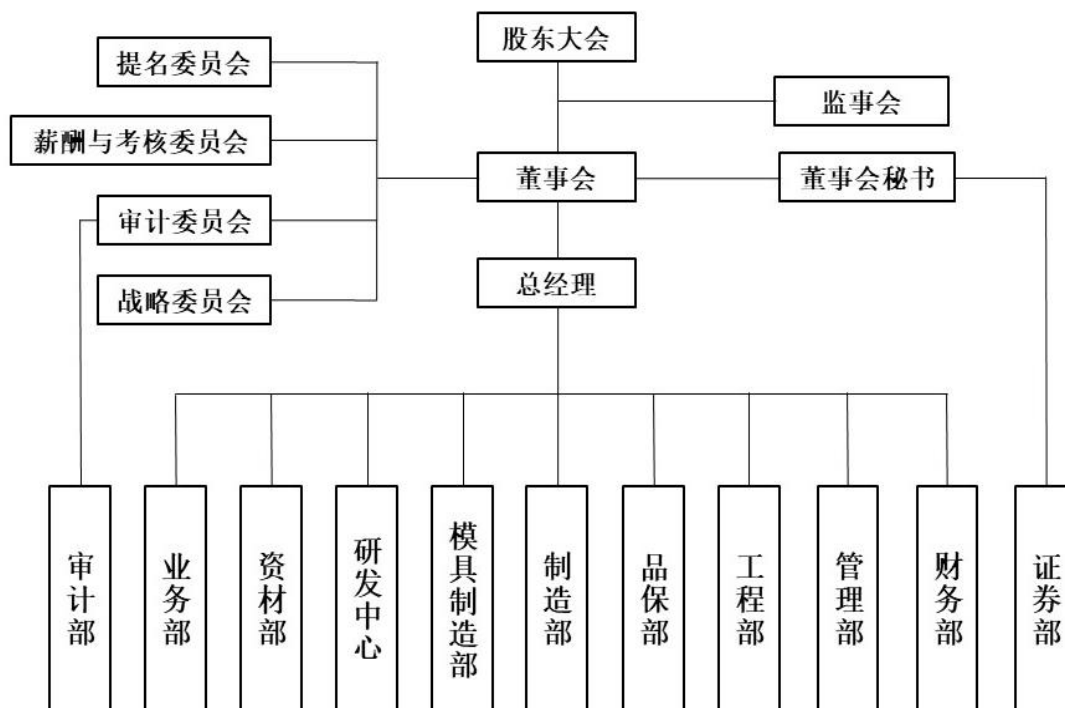 股东大会
提名委员会
监事会
薪酬与考核委员会
董事会
董事会秘书
审计委员会
总经理
战略委员会
审计部
业务部
资材部
研发中心
模具制造部
制造部
品保部
工程部
管理部
财务部
证券部